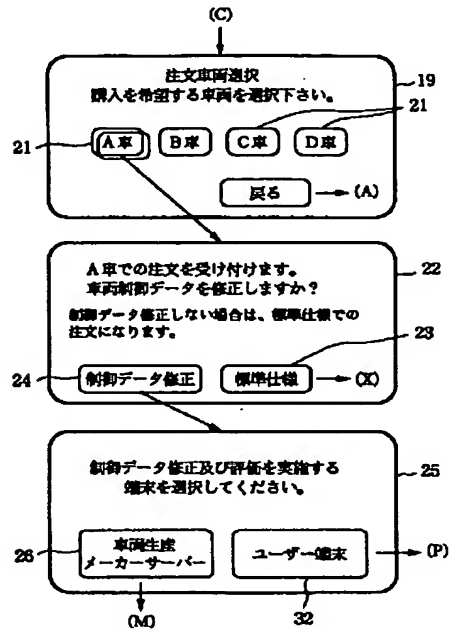 (C)
注文車両選択
購入を希望する車両を選択下さい。
19
21
21
A車
B車
C車
D車
戻る
(A)
A車での注文を受け付けます。
車両制御データを修正しますか？
制御データ修正しない場合は、標準仕様での
注文になります。
22
23
24
制御データ修正
標準仕様
(X)
制御データ修正及び評価を実施する
端末を選択してください。
25
26
車両生産
メーカーサーバー
ユーザー端末
(P)
(M)
32